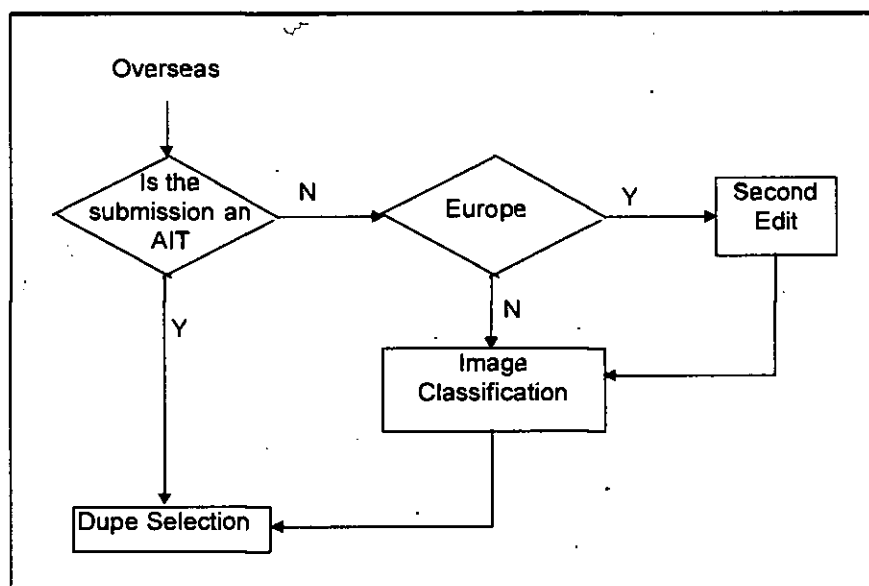 Overseas
Is the
submission an
AIT
N
Europe
Y
Second
Edit
Y
N
Image
Classification
Dupe Selection